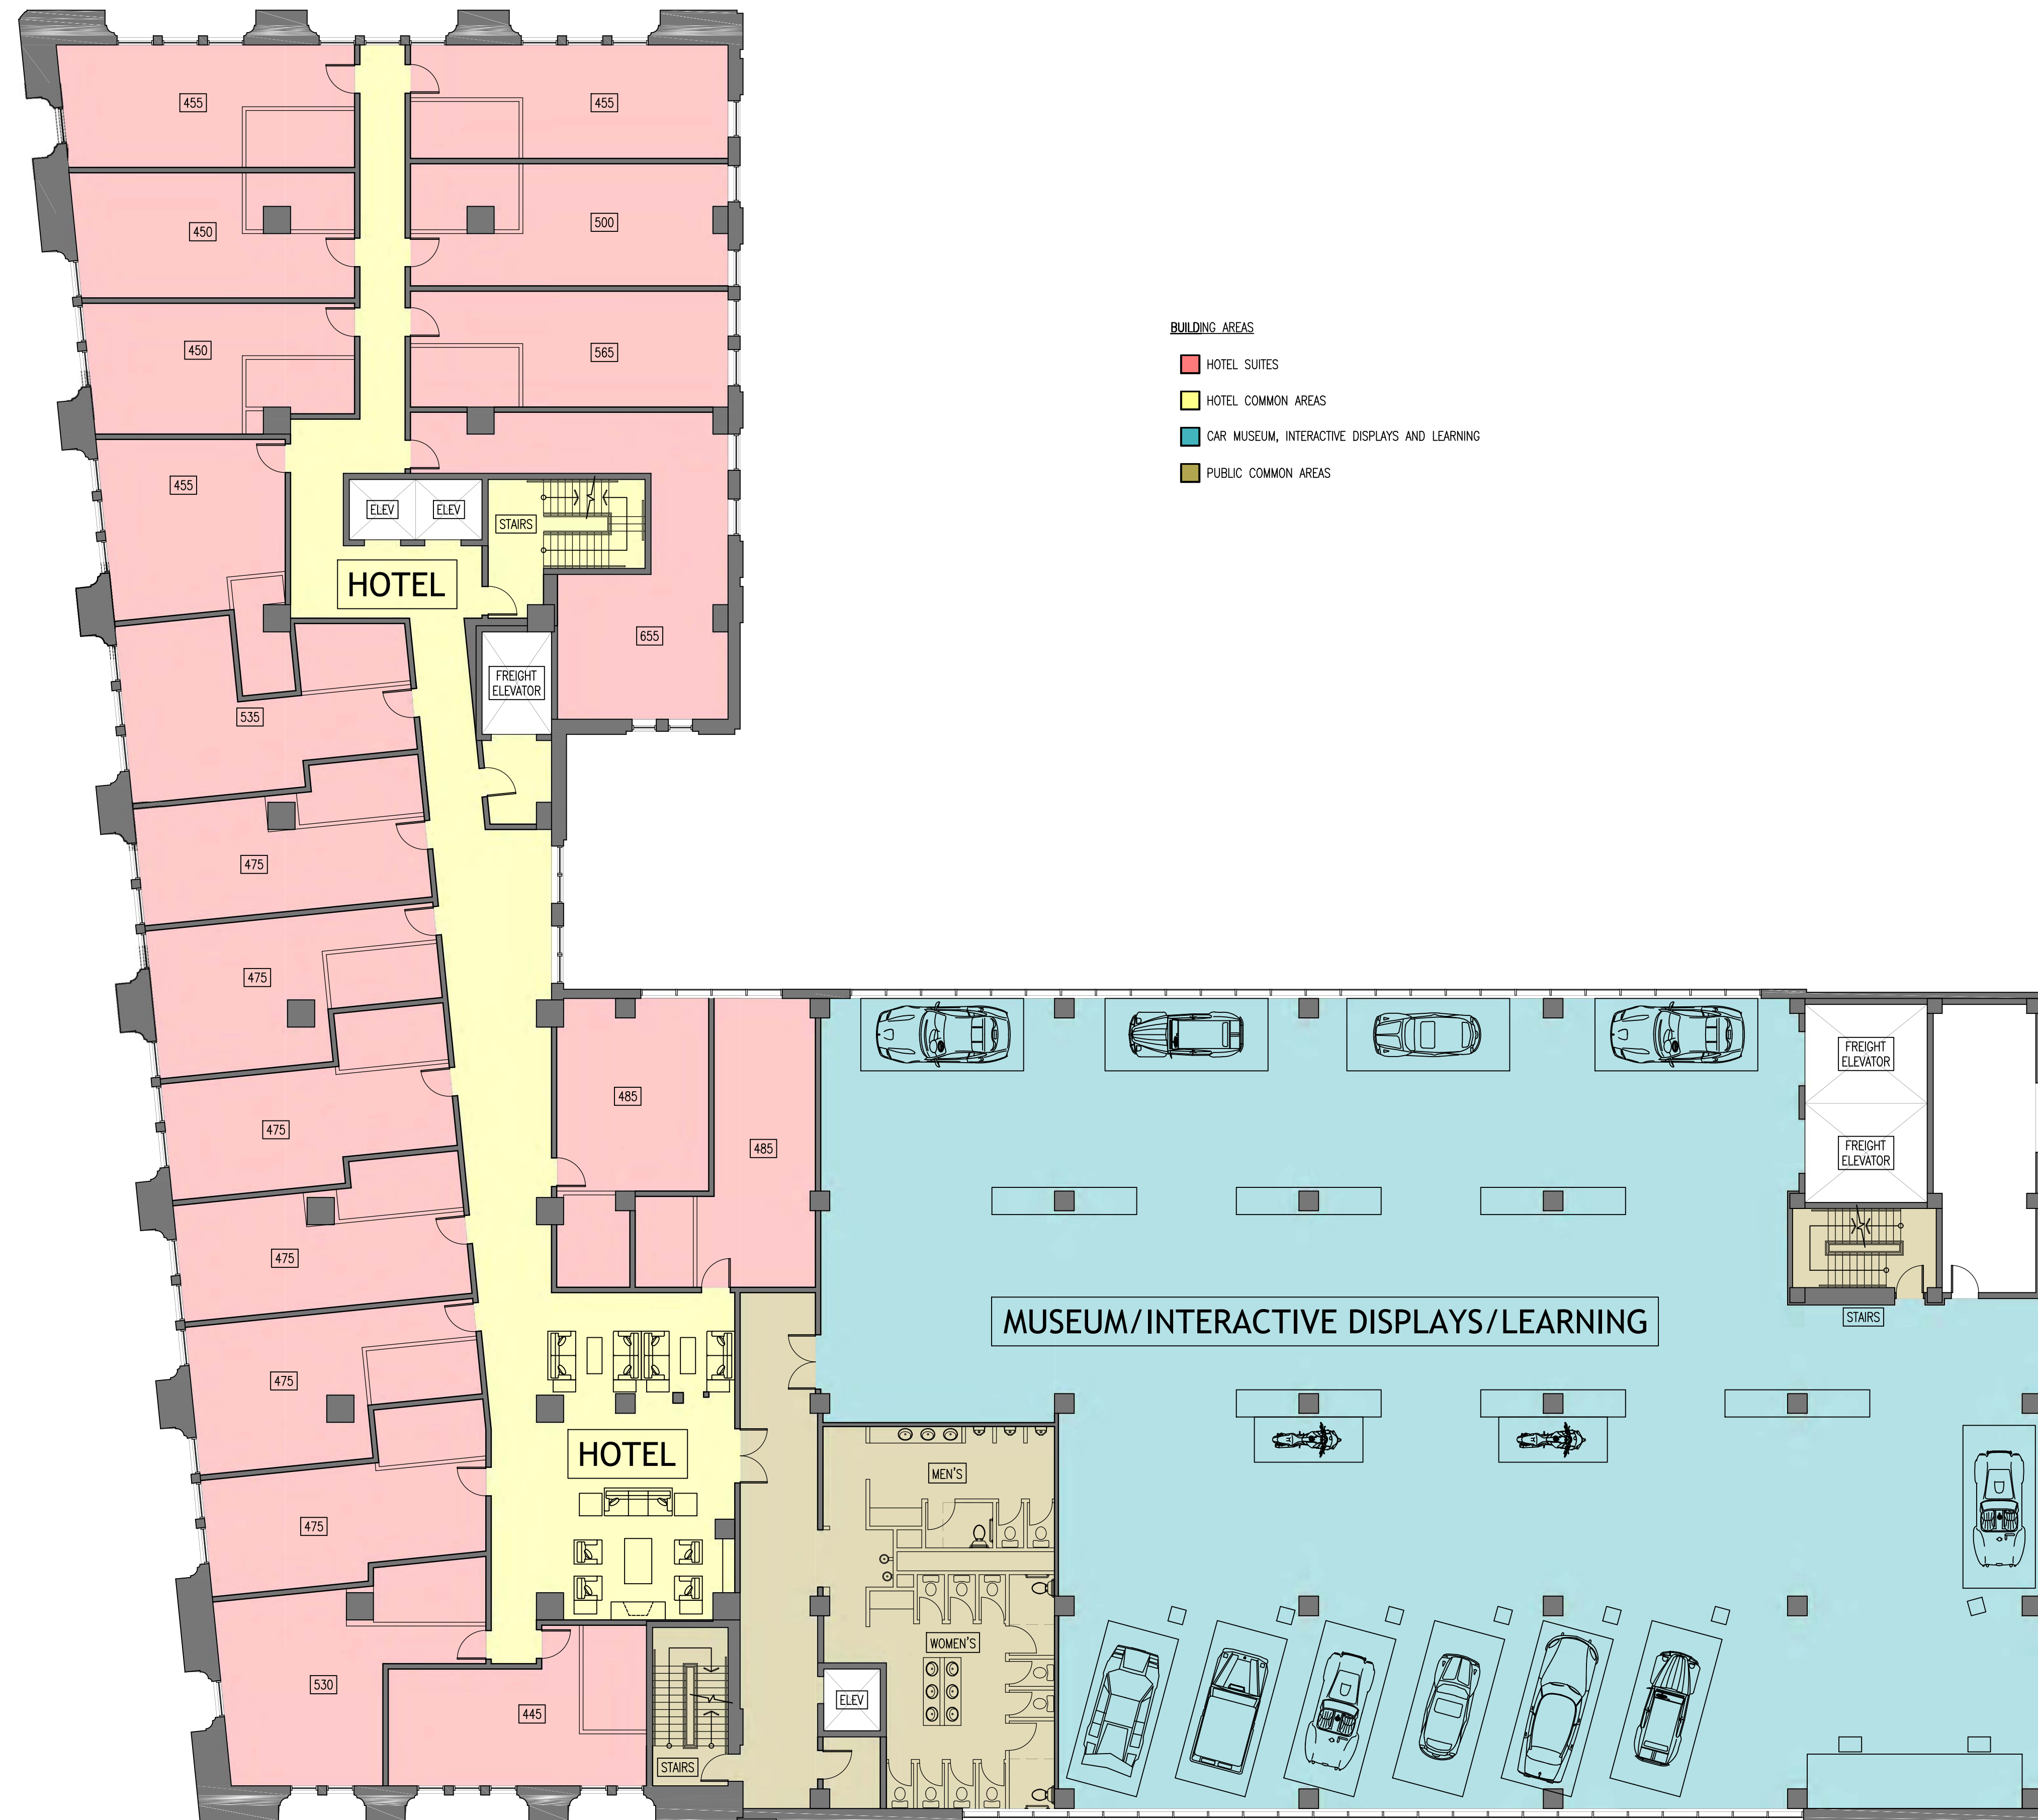 455
455
450
500
BUILDING AREAS
HOTEL SUITES
HOTEL COMMON AREAS
CAR MUSEUM, INTERACTIVE DISPLAYS AND LEARNING
PUBLIC COMMON AREAS
450
565
455
ELEV
ELEV
STAIRS
HOTEL
655
FREIGHT
ELEVATOR
535
475
475
FREIGHT
ELEVATOR
485
475
485
FREIGHT
ELEVATOR
475
MUSEUM/INTERACTIVE DISPLAYS/LEARNING
STAIRS
475
HOTEL
MEN'S
475
WOMEN'S
530
ELEV
445
STAIRS